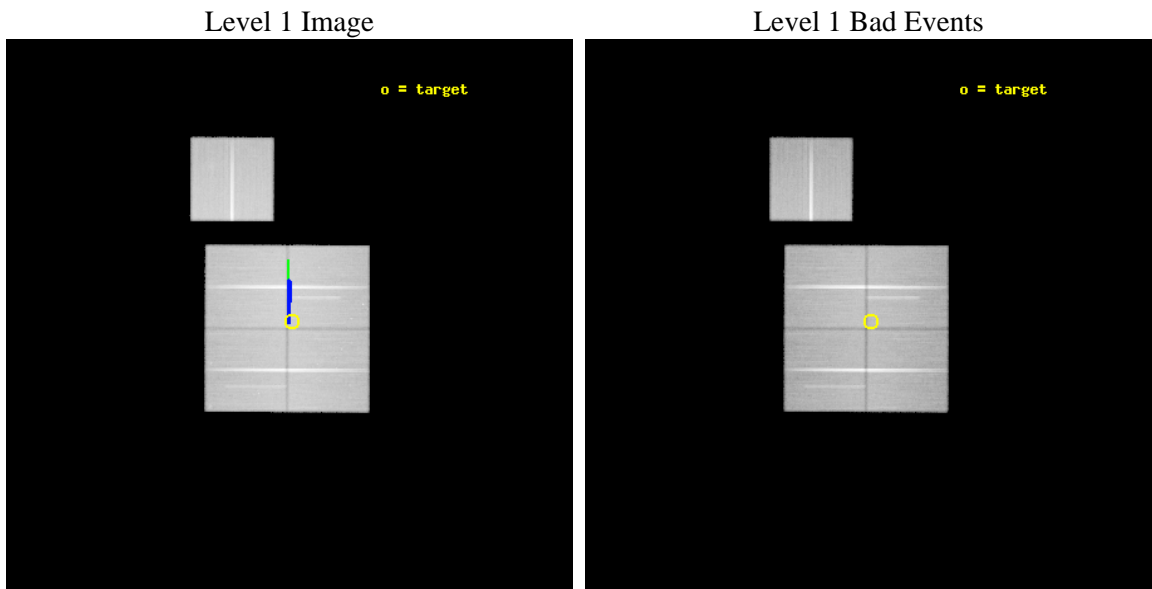 Level 1 Image
Level 1 Bad Events
o = target
o = target